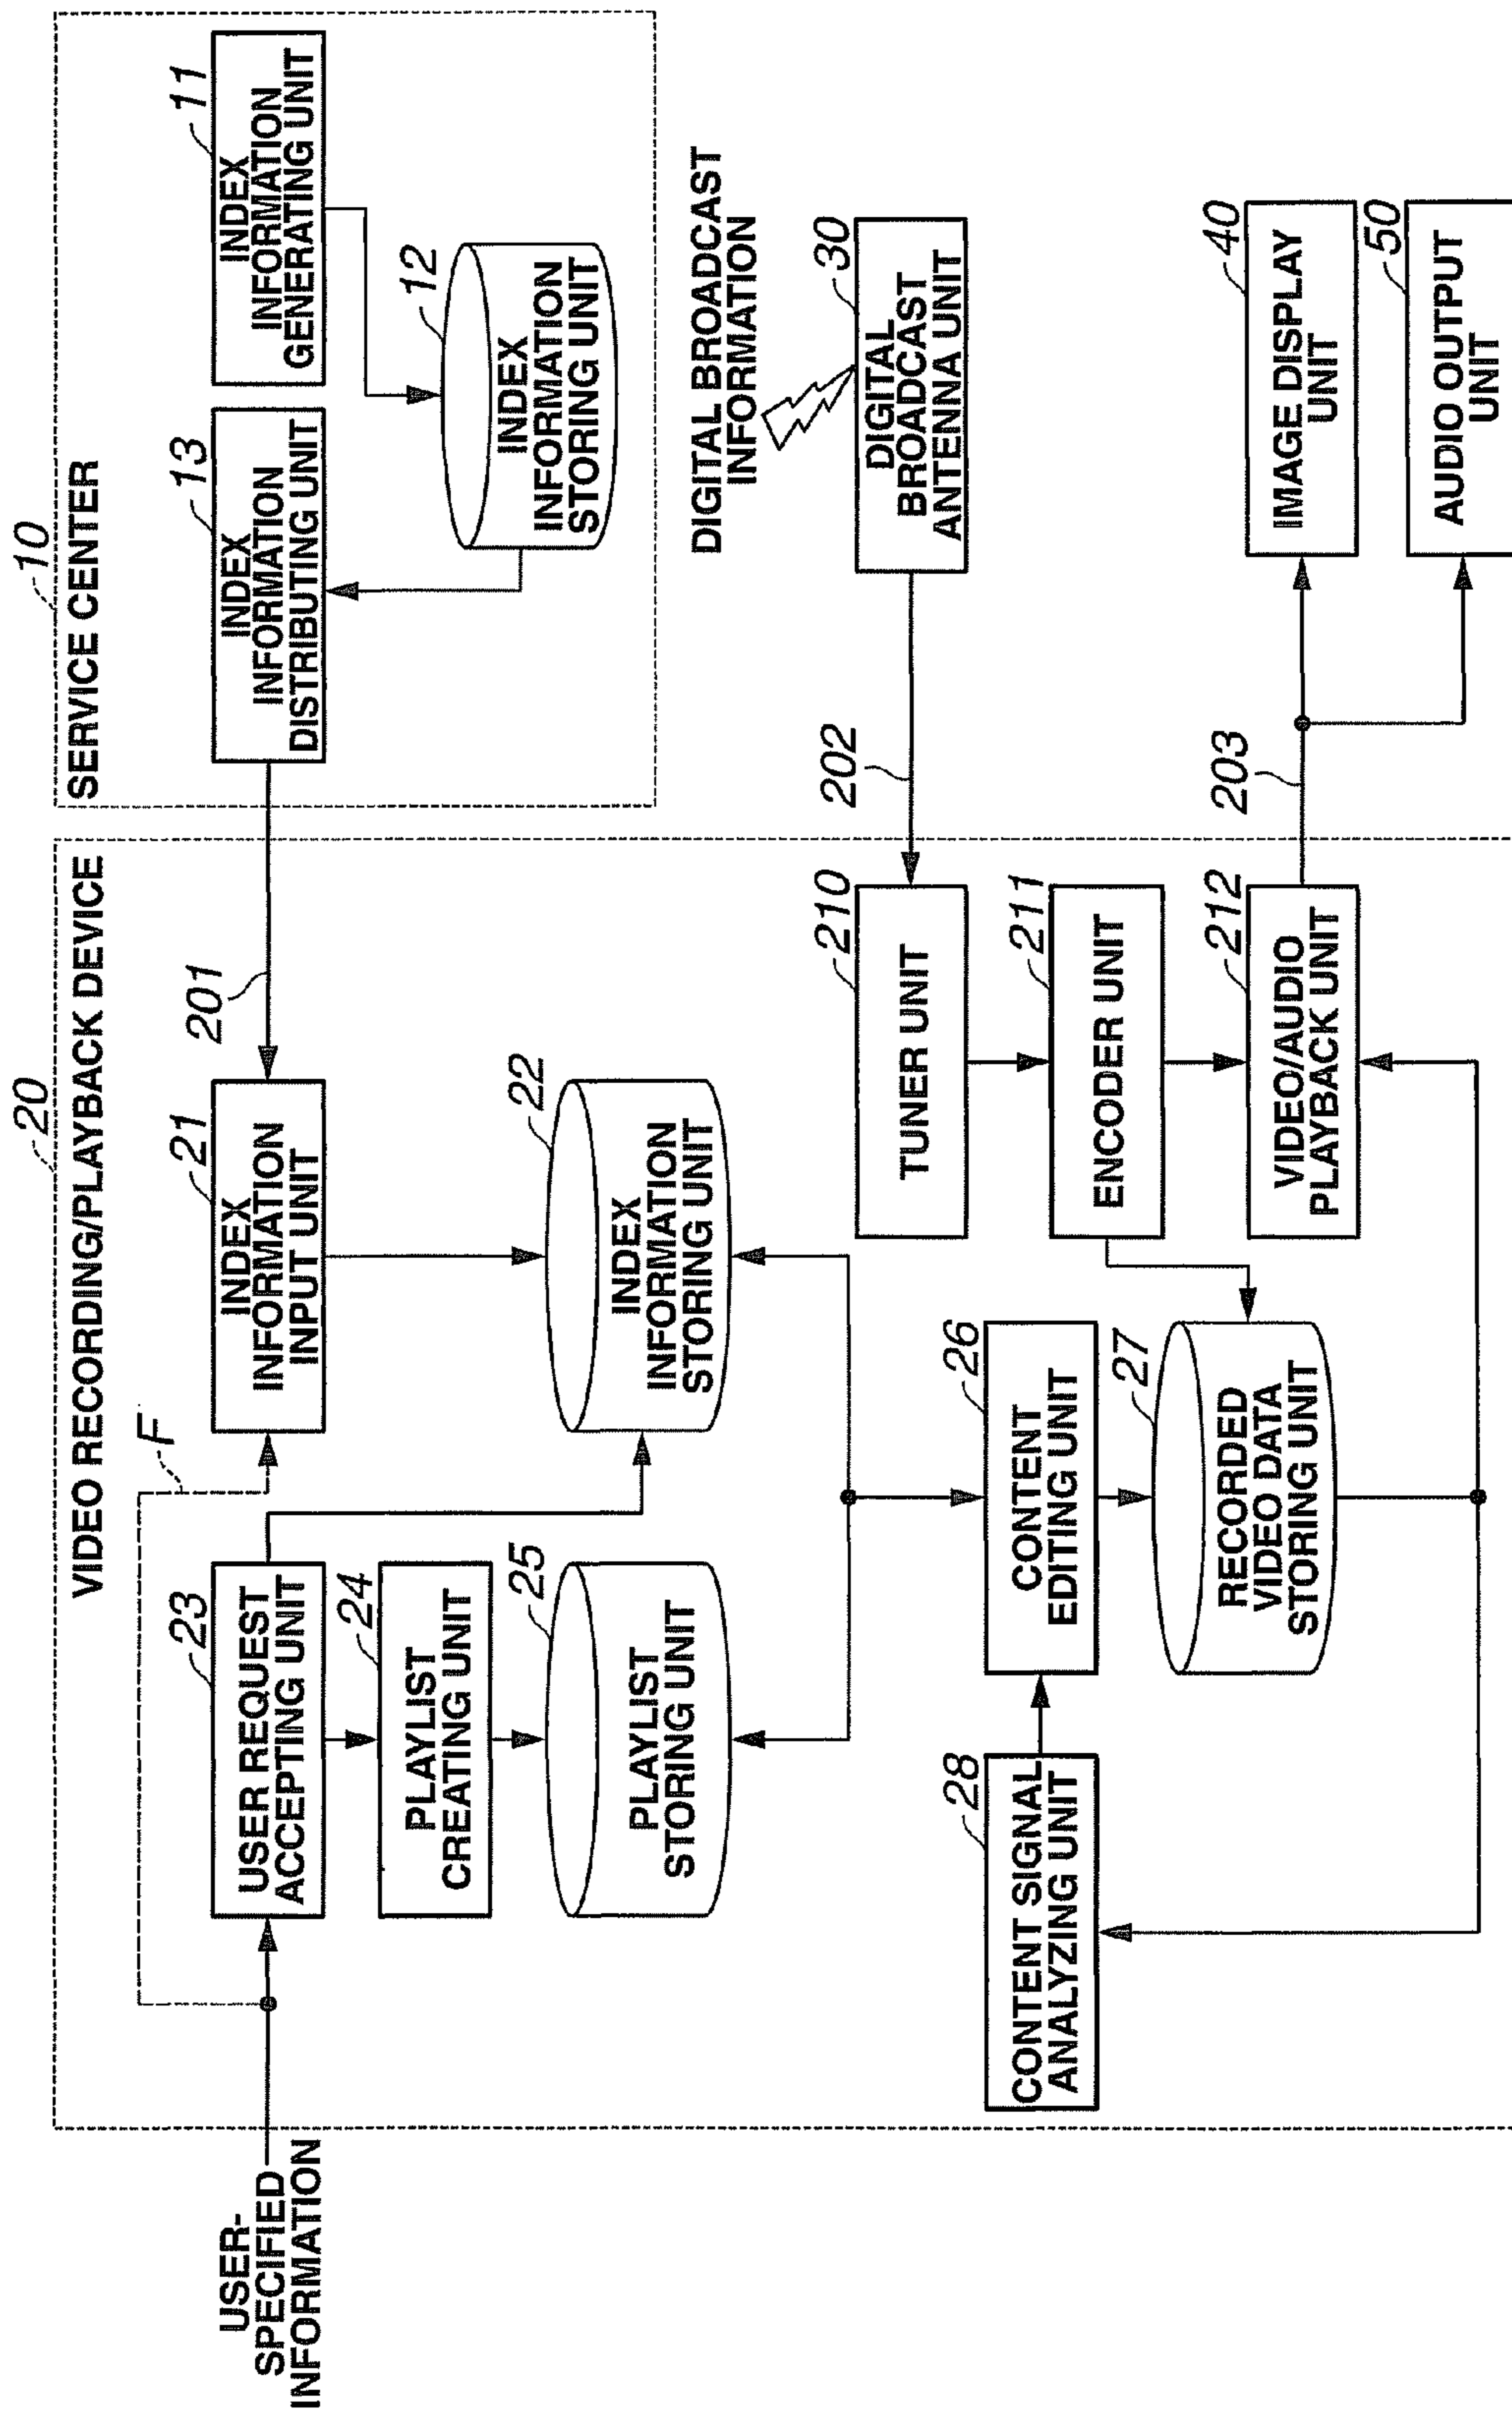 20
VIDEO RECORDING/PLAYBACK DEVICE
10
SERVICE CENTER
USER-
SPECIFIED
INFORMATION
F
23
USER REQUEST
ACCEPTING UNIT
24
PLAYLIST
CREATING UNIT
25
PLAYLIST
STORING UNIT
21
INDEX
INFORMATION
INPUT UNIT
22
INDEX
INFORMATION
STORING UNIT
201
13
INDEX
INFORMATION
DISTRIBUTING UNIT
11
INDEX
INFORMATION
GENERATING UNIT
12
INDEX
INFORMATION
STORING UNIT
28
CONTENT SIGNAL
ANALYZING UNIT
26
CONTENT
EDITING UNIT
27
RECORDED
VIDEO DATA
STORING UNIT
210
TUNER UNIT
211
ENCODER UNIT
212
VIDEO/AUDIO
PLAYBACK UNIT
202
DIGITAL BROADCAST
INFORMATION
30
DIGITAL
BROADCAST
ANTENNA UNIT
203
40
IMAGE DISPLAY
UNIT
50
AUDIO OUTPUT
UNIT